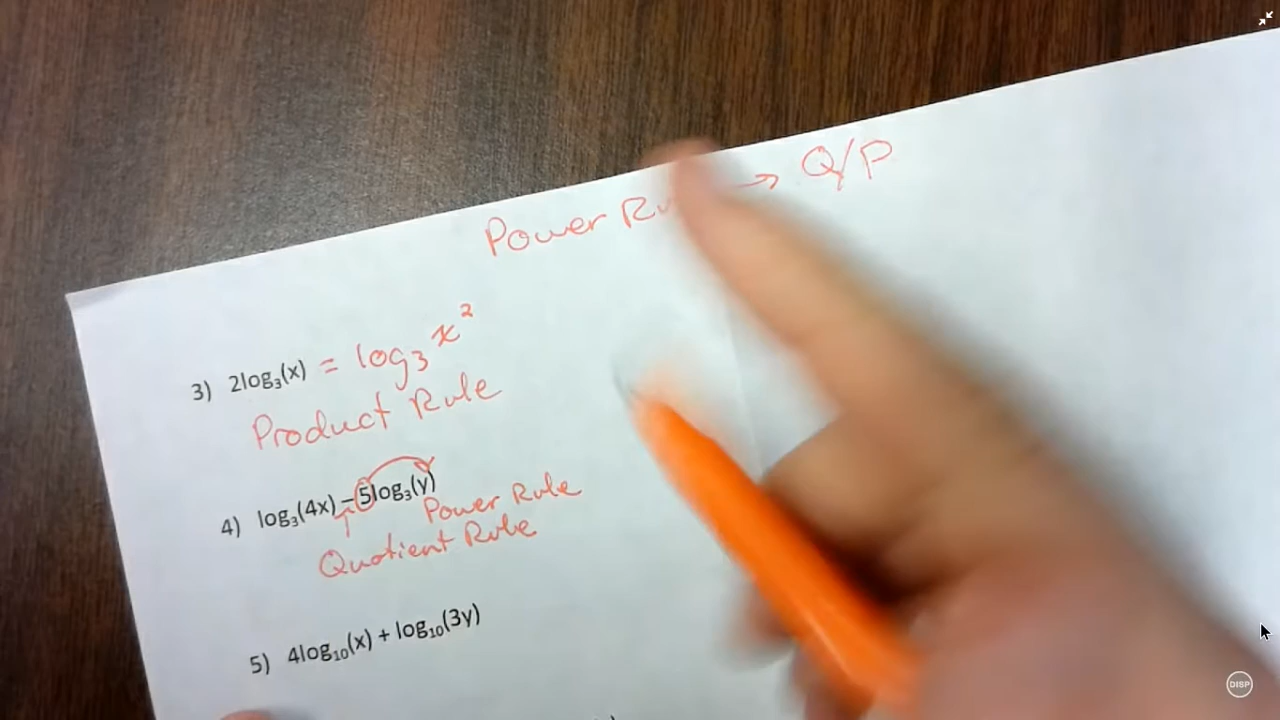 Power → Q/P
3) 2log₃(x) = log₃ x²
Product Rule
4) log₃(4x) – 5log₃(y)
Power Rule
Quotient Rule
5) 4log₁₀(x) + log₁₀(3y)
DISP